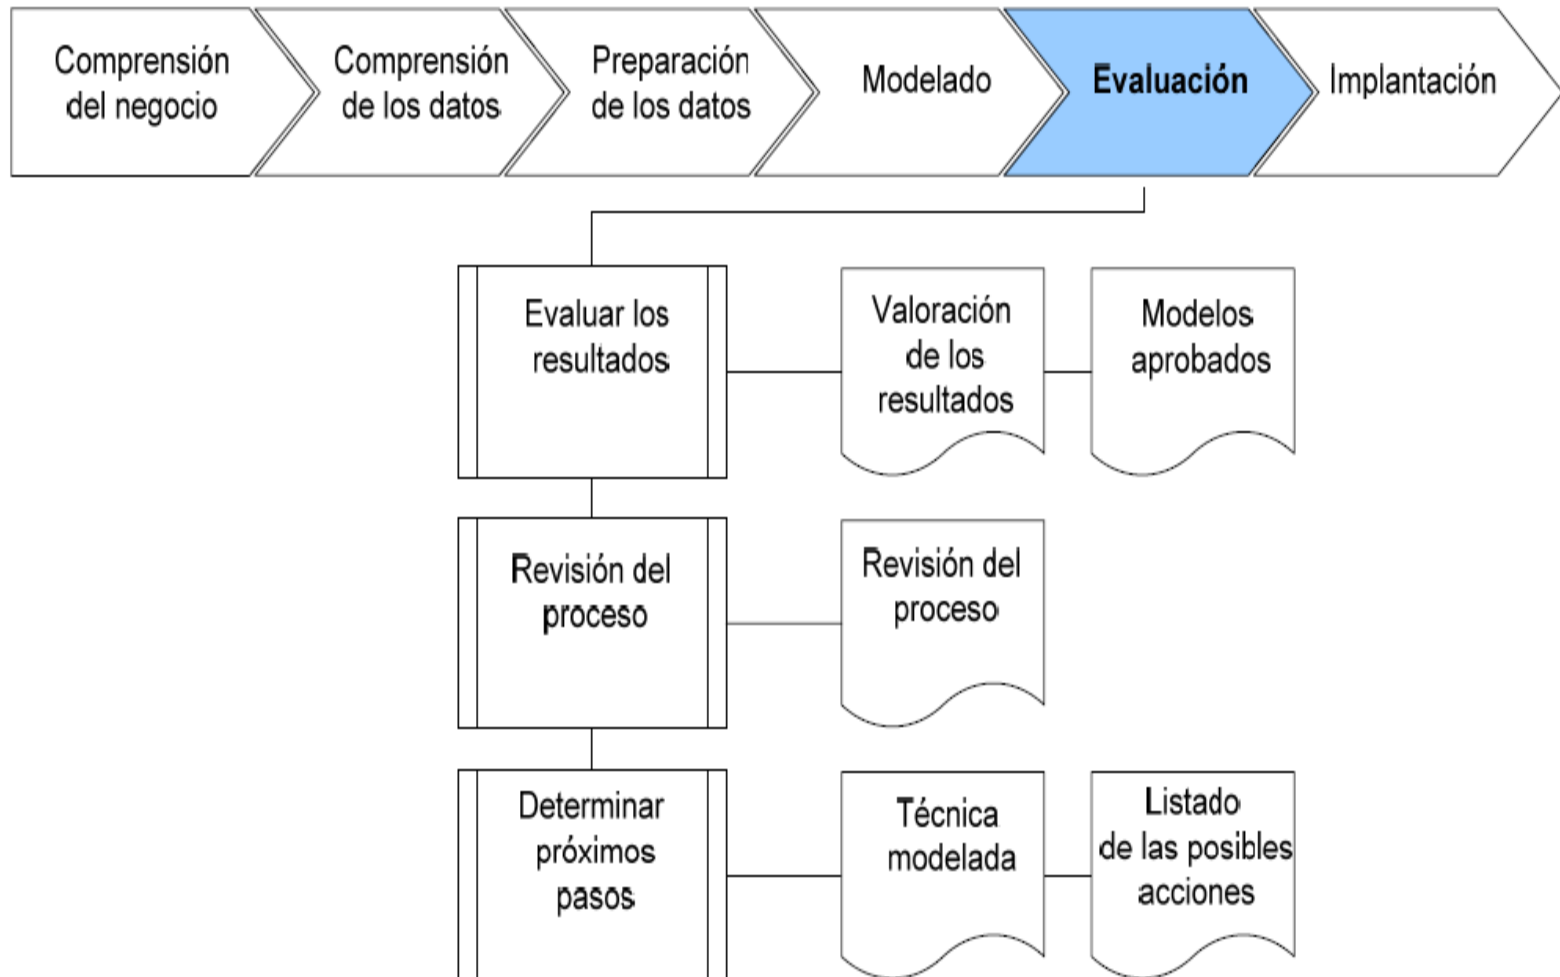 Comprensión
del negocio
Comprensión
de los datos
Preparación
de los datos
Modelado
Evaluación
Implantación
Evaluar los
resultados
Valoración
de los
resultados
Modelos
aprobados
Revisión del
proceso
Revisión del
proceso
Determinar
próximos
pasos
Técnica
modelada
Listado
de las posibles
acciones